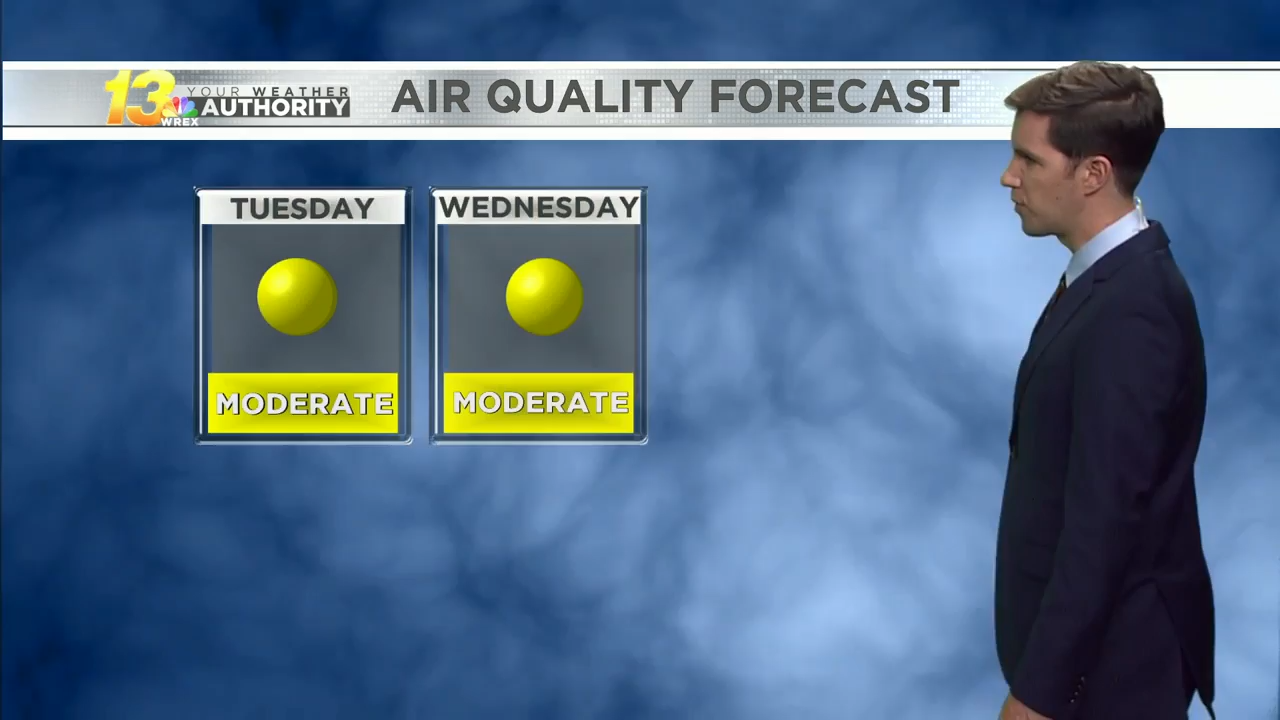 13
WREX
YOUR WEATHER
AUTHORITY
AIR QUALITY FORECAST
TUESDAY
WEDNESDAY
MODERATE
MODERATE